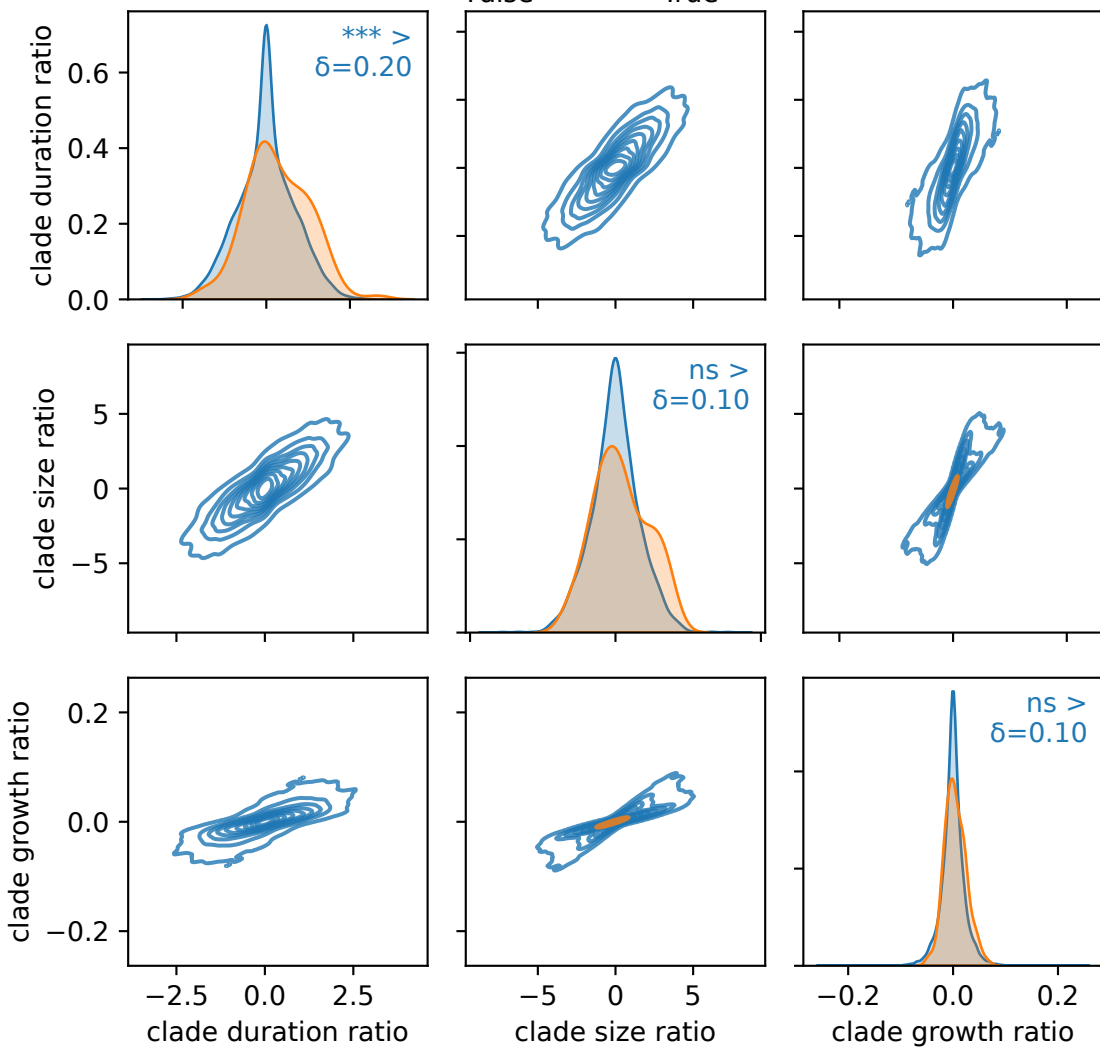 True
clade duration ratio
0.6
0.4
0.2
0.0
*** >
δ=0.20
clade size ratio
5
0
−5
ns >
δ=0.10
clade growth ratio
0.2
0.0
−0.2
ns >
δ=0.10
−2.5 0.0 2.5
−5 0 5
−0.2 0.0 0.2
clade duration ratio
clade size ratio
clade growth ratio